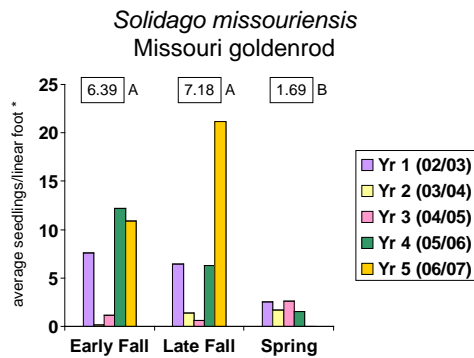 Solidago missouriensis
Missouri goldenrod
average seedlings/linear foot *
25
20
15
10
5
0
6.39 A
7.18 A
1.69 B
Early Fall
Late Fall
Spring
Yr 1 (02/03)
Yr 2 (03/04)
Yr 3 (04/05)
Yr 4 (05/06)
Yr 5 (06/07)